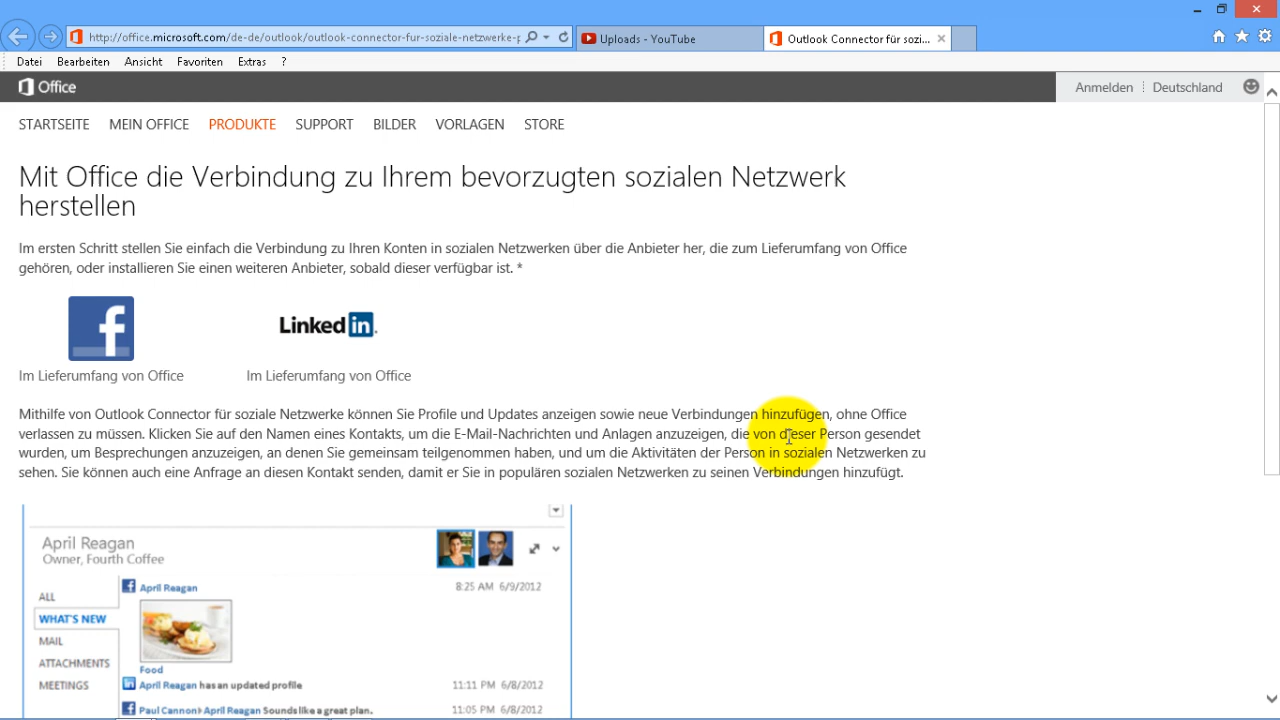 http://office.microsoft.com/de-de/outlook/outlook-connector-fur-soziale-netzwerke-p
Uploads - YouTube
Outlook Connector für sozi...
Datei Bearbeiten Ansicht Favoriten Extras ?
Office
Anmelden Deutschland
STARTSEITE MEIN OFFICE PRODUKTE SUPPORT BILDER VORLAGEN STORE
Mit Office die Verbindung zu Ihrem bevorzugten sozialen Netzwerk
herstellen
Im ersten Schritt stellen Sie einfach die Verbindung zu Ihren Konten in sozialen Netzwerken über die Anbieter her, die zum Lieferumfang von Office
gehören, oder installieren Sie einen weiteren Anbieter, sobald dieser verfügbar ist. *
f
Linked in.
Im Lieferumfang von Office Im Lieferumfang von Office
Mithilfe von Outlook Connector für soziale Netzwerke können Sie Profile und Updates anzeigen sowie neue Verbindungen hinzufügen, ohne Office
verlassen zu müssen. Klicken Sie auf den Namen eines Kontakts, um die E-Mail-Nachrichten und Anlagen anzuzeigen, die von dieser Person gesendet
wurden, um Besprechungen anzuzeigen, an denen Sie gemeinsam teilgenommen haben, und um die Aktivitäten der Person in sozialen Netzwerken zu
sehen. Sie können auch eine Anfrage an diesen Kontakt senden, damit er Sie in populären sozialen Netzwerken zu seinen Verbindungen hinzufügt.
April Reagan
Owner, Fourth Coffee
ALL
WHAT'S NEW
MAIL
ATTACHMENTS
MEETINGS
April Reagan 8:25 AM 6/9/2012
Food
April Reagan has an updated profile 11:11 PM 6/8/2012
Paul Cannon› April Reagan Sounds like a great plan. 11:05 PM 6/8/2012